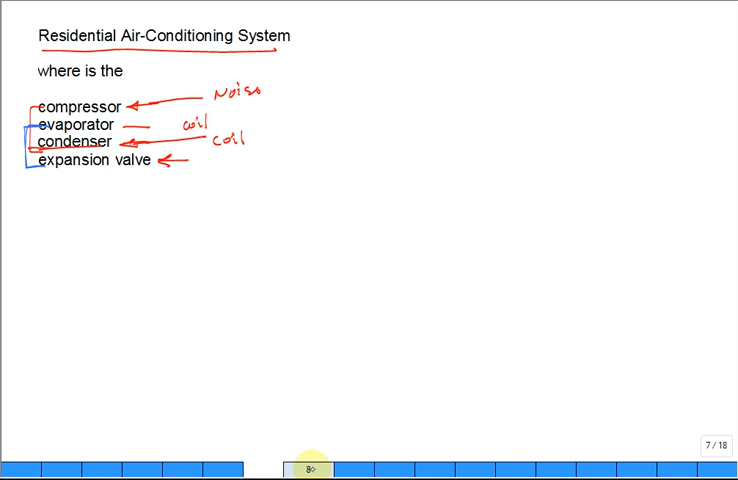 Residential Air-Conditioning System
where is the
compressor Noise
evaporator coil
condenser coil
expansion valve
7 / 18
8